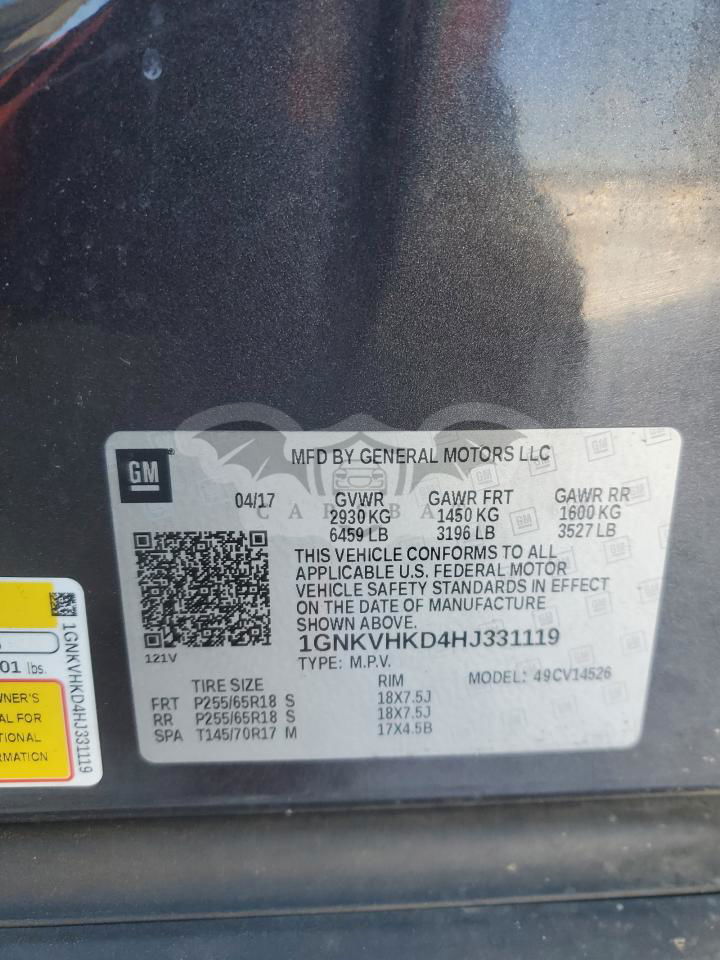 GM
MFD BY GENERAL MOTORS LLC
04/17
GVWR GAWR FRT GAWR RR
2930 KG 1450 KG 1600 KG
6459 LB 3196 LB 3527 LB
THIS VEHICLE CONFORMS TO ALL
APPLICABLE U.S. FEDERAL MOTOR
VEHICLE SAFETY STANDARDS IN EFFECT
ON THE DATE OF MANUFACTURE
SHOWN ABOVE.
1GNKVHKD4HJ331119
121V
TYPE: M.P.V. MODEL: 49CV14526
TIRE SIZE RIM
FRT P255/65R18 S 18X7.5J
RR P255/65R18 S 18X7.5J
SPA T145/70R17 M 17X4.5B
1GNKVHKD4HJ331119
01 lbs.